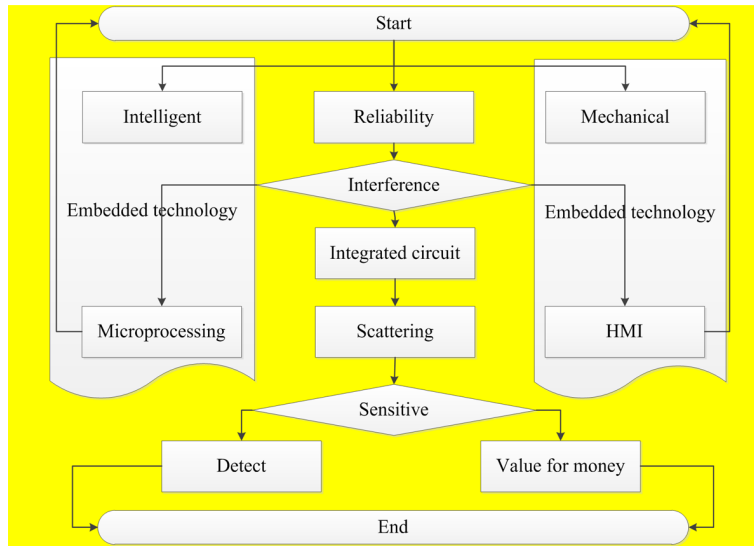 Start
Intelligent
Reliability
Mechanical
Interference
Embedded technology
Embedded technology
Integrated circuit
Microprocessing
Scattering
HMI
Sensitive
Detect
Value for money
End